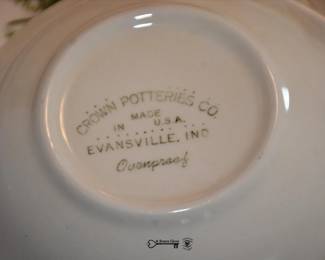 CROWN POTTERIES CO.
MADE
IN U.S.A.
EVANSVILLE, IND
Ovenproof